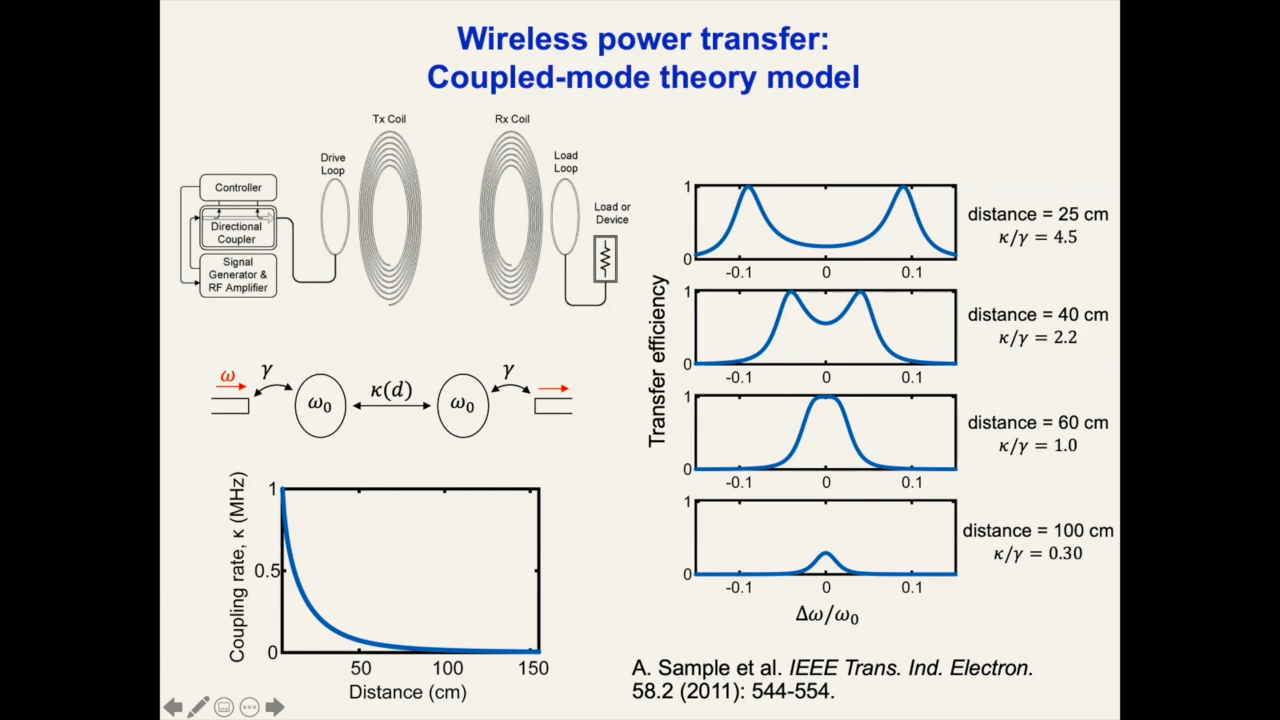 Wireless power transfer:
Coupled-mode theory model
Tx Coil
Rx Coil
Drive
Loop
Load
Loop
Controller
Directional
Coupler
Signal
Generator &
RF Amplifier
Load or
Device
ω
γ
ω₀
κ(d)
ω₀
γ
Coupling rate, κ (MHz)
1
0.5
0
50
100
150
Distance (cm)
Transfer efficiency
1
0
-0.1
0
0.1
distance = 25 cm
κ/γ = 4.5
1
0
-0.1
0
0.1
distance = 40 cm
κ/γ = 2.2
1
0
-0.1
0
0.1
distance = 60 cm
κ/γ = 1.0
1
0
-0.1
0
0.1
distance = 100 cm
κ/γ = 0.30
Δω/ω₀
A. Sample et al. IEEE Trans. Ind. Electron.
58.2 (2011): 544-554.